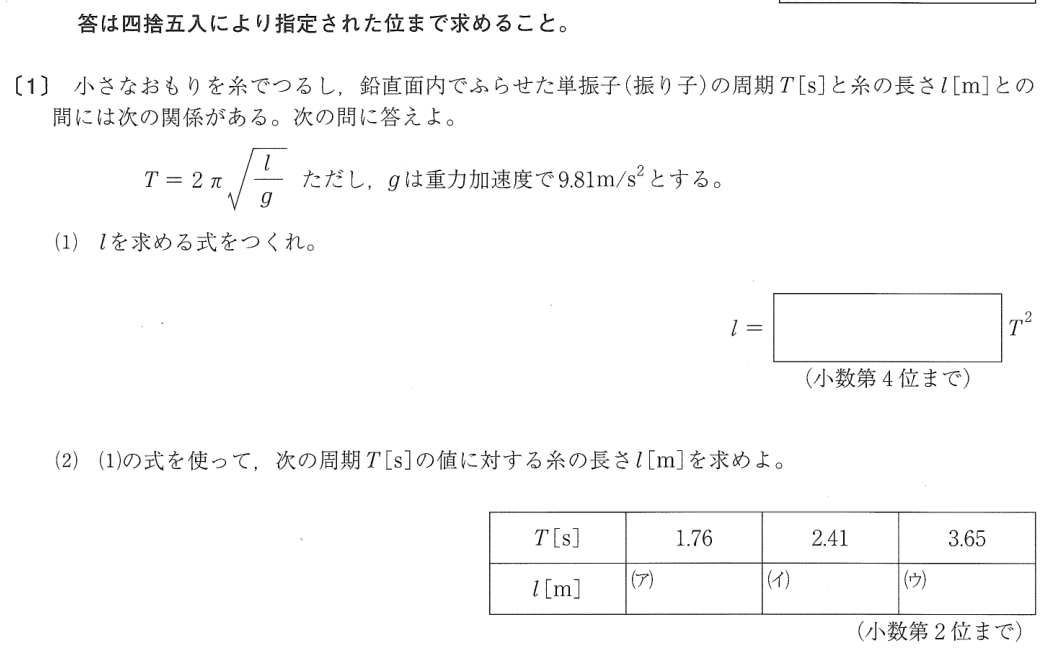 答は四捨五入により指定された位まで求めること。
〔1〕 小さなおもりを糸でつるし，鉛直面内でふらせた単振子(振り子)の周期T[s]と糸の長さl[m]との
間には次の関係がある。次の問に答えよ。
T = 2π√(l/g) ただし，gは重力加速度で9.81m/s²とする。
(1) lを求める式をつくれ。
l = T²
(小数第4位まで)
(2) (1)の式を使って，次の周期T[s]の値に対する糸の長さl[m]を求めよ。
T[s] 1.76 2.41 3.65
l[m] (ア) (イ) (ウ)
(小数第2位まで)